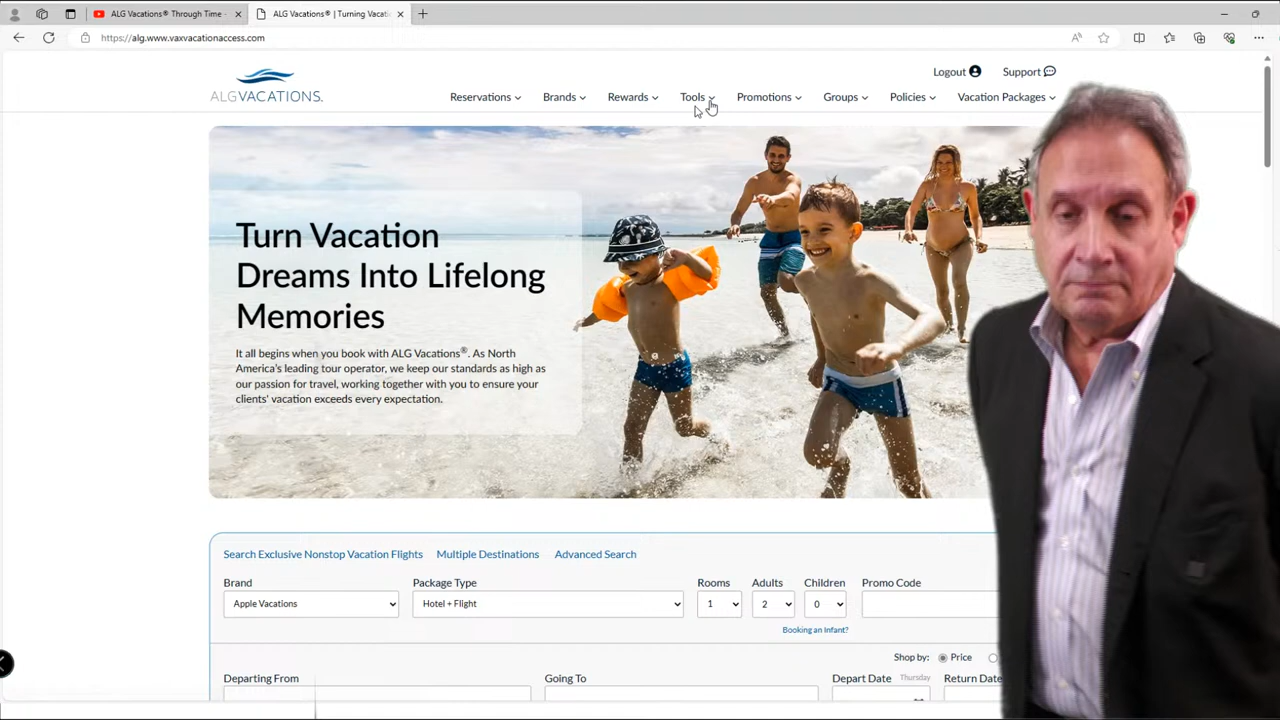 ALG Vacations® Through Time -
ALG Vacations® | Turning Vacati
https://alg.www.vaxvacationaccess.com
ALGVACATIONS.
Logout
Support
Reservations
Brands
Rewards
Tools
Promotions
Groups
Policies
Vacation Packages
Turn Vacation
Dreams Into Lifelong
Memories
It all begins when you book with ALG Vacations®. As North
America's leading tour operator, we keep our standards as high as
our passion for travel, working together with you to ensure your
clients' vacation exceeds every expectation.
Search Exclusive Nonstop Vacation Flights
Multiple Destinations
Advanced Search
Brand
Package Type
Rooms
Adults
Children
Promo Code
Apple Vacations
Hotel + Flight
1
2
0
Booking an Infant?
Shop by:
Price
Departing From
Going To
Depart Date
Thursday
Return Date